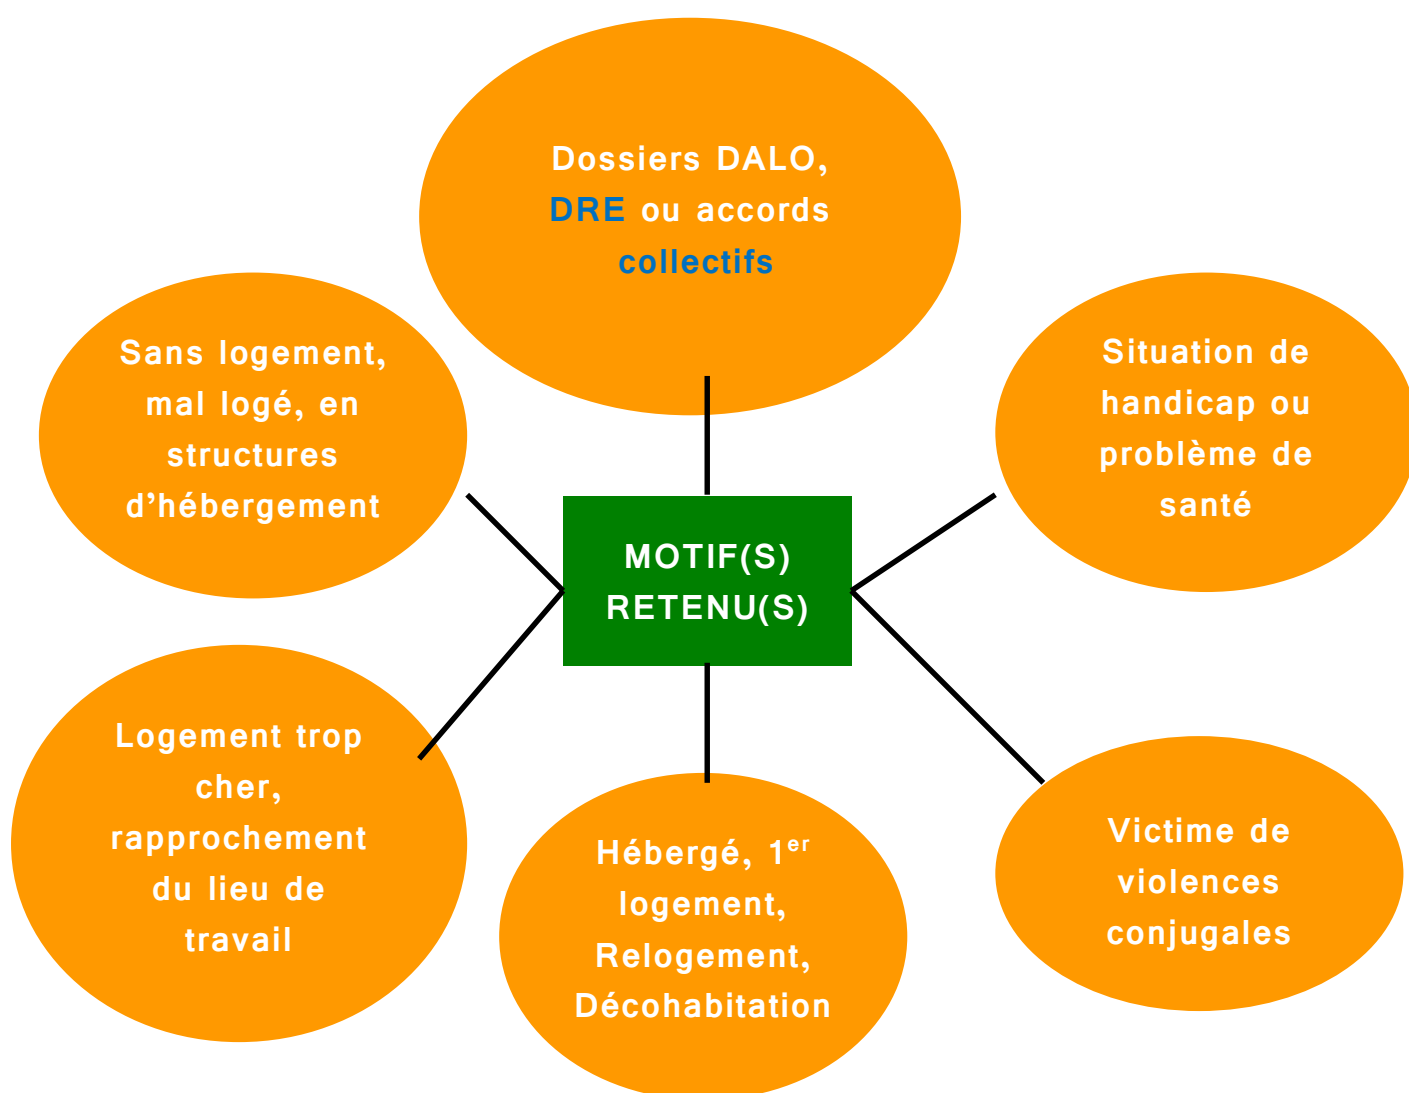 Dossiers DALO,
DRE ou accords
collectifs
Sans logement,
mal logé, en
structures
d’hébergement
Situation de
handicap ou
problème de
santé
MOTIF(S)
RETENU(S)
Logement trop
cher,
rapprochement
du lieu de
travail
Hébergé, 1er
logement,
Relogement,
Décohabitation
Victime de
violences
conjugales